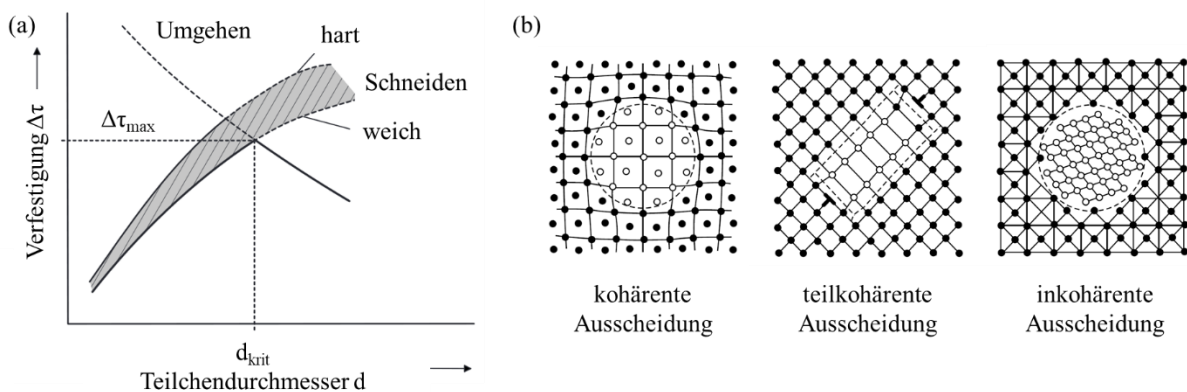 (a)
Umgehen
hart
Schneiden
weich
Δτmax
Verfestigung Δτ
dkrit
Teilchendurchmesser d
(b)
kohärente
Ausscheidung
teilkohärente
Ausscheidung
inkohärente
Ausscheidung